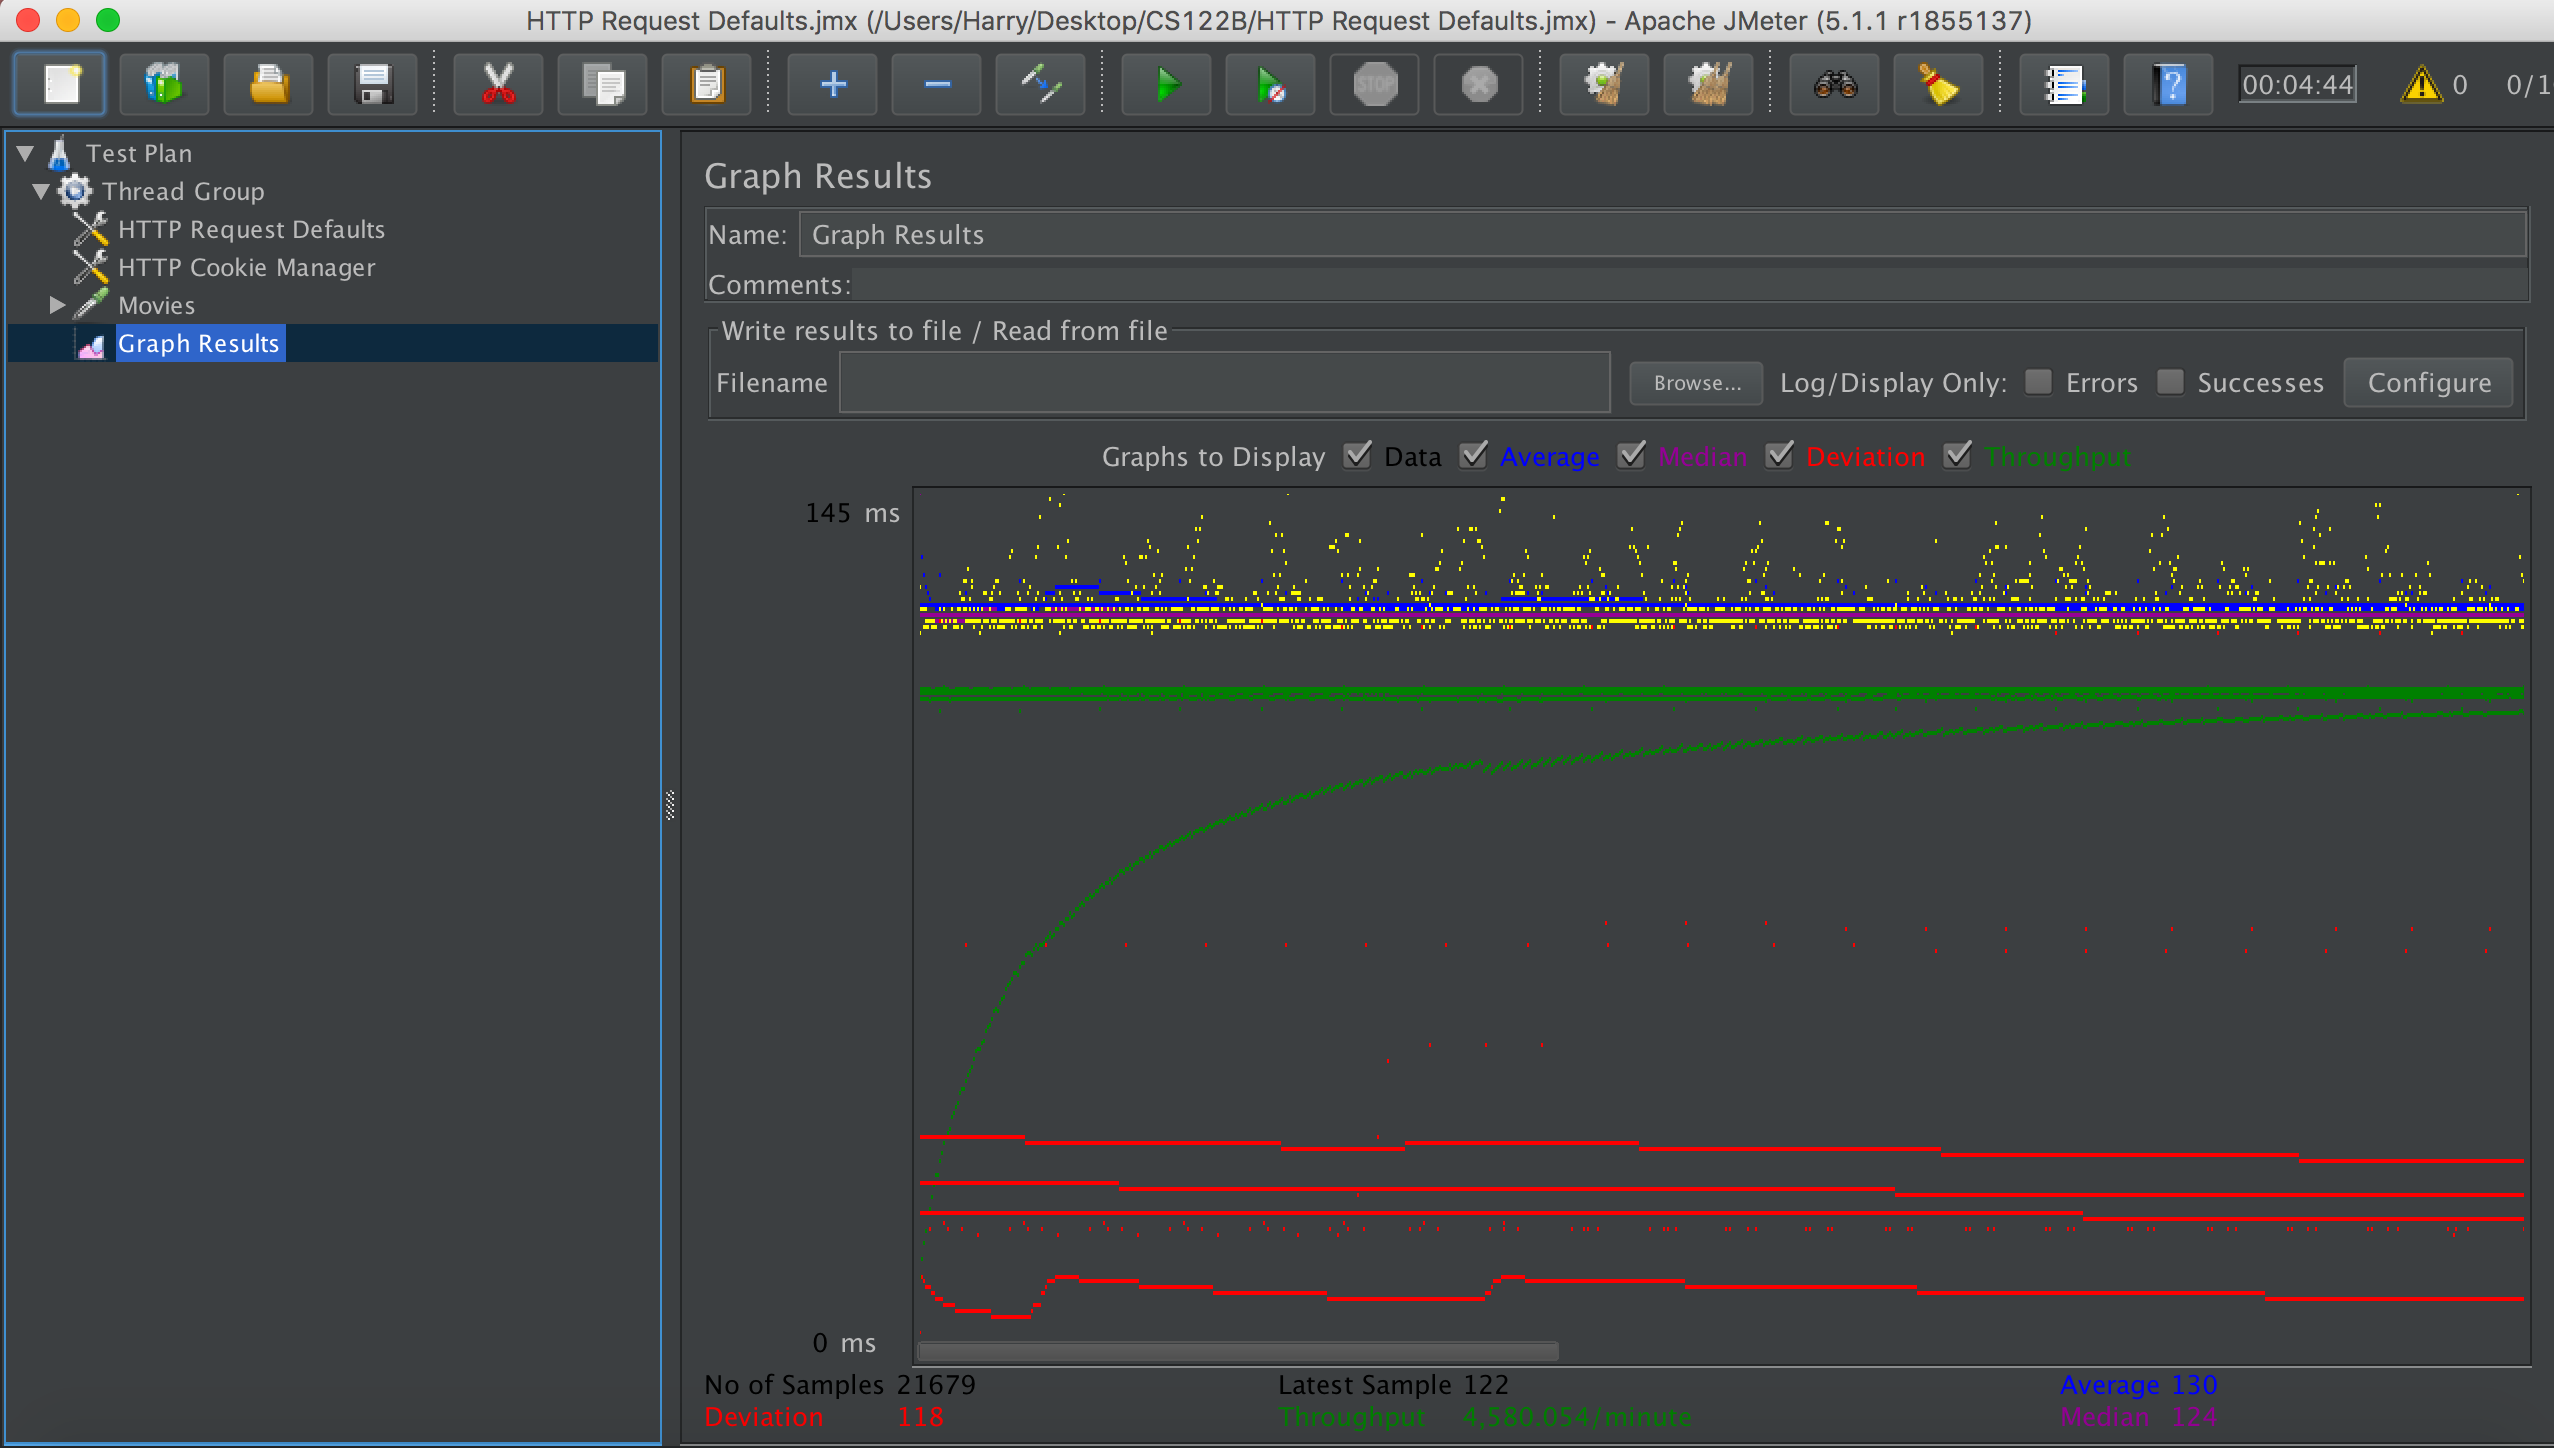 HTTP Request Defaults.jmx (/Users/Harry/Desktop/CS122B/HTTP Request Defaults.jmx) - Apache JMeter (5.1.1 r1855137)
STOP 00:04:44 0 0/1
Test Plan
Thread Group
HTTP Request Defaults
HTTP Cookie Manager
Movies
Graph Results
Graph Results
Name: Graph Results
Comments:
Write results to file / Read from file
Filename Browse... Log/Display Only: Errors Successes Configure
Graphs to Display Data Average Median Deviation Throughput
145 ms
0 ms
No of Samples 21679 Latest Sample 122 Average 130
Deviation 118 Throughput 4,580.054/minute Median 124